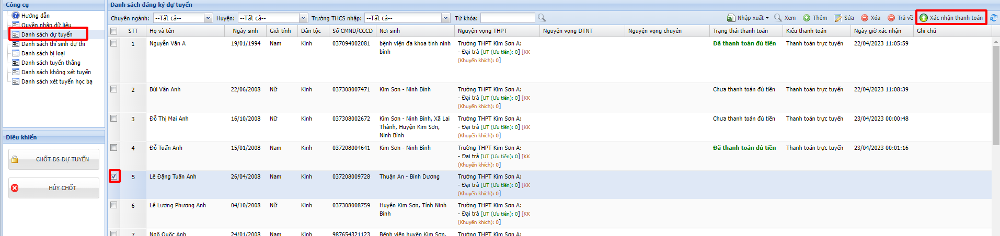 Công cụ
Hướng dẫn
Quyền nhận dữ liệu
Danh sách dự tuyển
Danh sách thí sinh dự thi
Danh sách bị loại
Danh sách tuyển thẳng
Danh sách không xét tuyển
Danh sách xét tuyển học bạ
Điều khiển
CHỐT DS DỰ TUYỂN
HỦY CHỐT
Danh sách đăng ký dự tuyển
Chuyên ngành: --Tất cả-- Huyện: --Tất cả-- Trường THCS nhập: --Tất cả-- Từ khóa: Nhập xuất Xem Thêm Sửa Xóa Trả về Xác nhận thanh toán
STT Họ và tên Ngày sinh Giới tính Dân tộc Số CMND/CCCD Nơi sinh Nguyện vọng THPT Nguyện vọng DTNT Nguyện vọng chuyên Trạng thái thanh toán Kiểu thanh toán Ngày giờ xác nhận Ghi chú
1 Nguyễn Văn A 19/01/1994 Nam Kinh 037094002081 bệnh viện đa khoa tỉnh ninh Trường THPT Kim Sơn A: Đã thanh toán đủ tiền Thanh toán trực tuyến 22/04/2023 11:05:59
bình - Đại trà [UT (Ưu tiên): 0] [KK
(Khuyến khích): 0]
2 Bùi Vân Anh 22/06/2008 Nữ Kinh 037308007471 Kim Sơn - Ninh Bình Trường THPT Kim Sơn A: Chưa thanh toán đủ tiền Thanh toán trực tuyến 22/04/2023 11:08:39
- Đại trà [UT (Ưu tiên): 0] [KK
(Khuyến khích): 0]
3 Đỗ Thị Mai Anh 16/10/2008 Nữ Kinh 037308002672 Kim Sơn - Ninh Bình, Xã Lai Trường THPT Kim Sơn A: Chưa thanh toán đủ tiền Thanh toán trực tuyến 23/04/2023 00:00:48
Thành, Huyện Kim Sơn, - Đại trà [UT (Ưu tiên): 0] [KK
Ninh Bình (Khuyến khích): 0]
4 Đỗ Tuấn Anh 15/01/2008 Nam Kinh 037208004641 Kim Sơn - Ninh Bình Trường THPT Kim Sơn A: Đã thanh toán đủ tiền Thanh toán trực tuyến 23/04/2023 00:01:16
- Đại trà [UT (Ưu tiên): 0] [KK
(Khuyến khích): 0]
5 Lê Đặng Tuấn Anh 26/04/2008 Nam Kinh 037208009728 Thuận An - Bình Dương Trường THPT Kim Sơn A:
- Đại trà [UT (Ưu tiên): 0] [KK
(Khuyến khích): 0]
6 Lê Lương Phương Anh 04/10/2008 Nữ Kinh 037308008759 Huyện Kim Sơn, Tỉnh Ninh Trường THPT Kim Sơn A:
Bình - Đại trà [UT (Ưu tiên): 0] [KK
(Khuyến khích): 0]
7 Ngô Quốc Anh 24/01/2008 Nam Kinh 987654321123 Bệnh viện huyện Kim Sơn, Trường THPT Kim Sơn A: